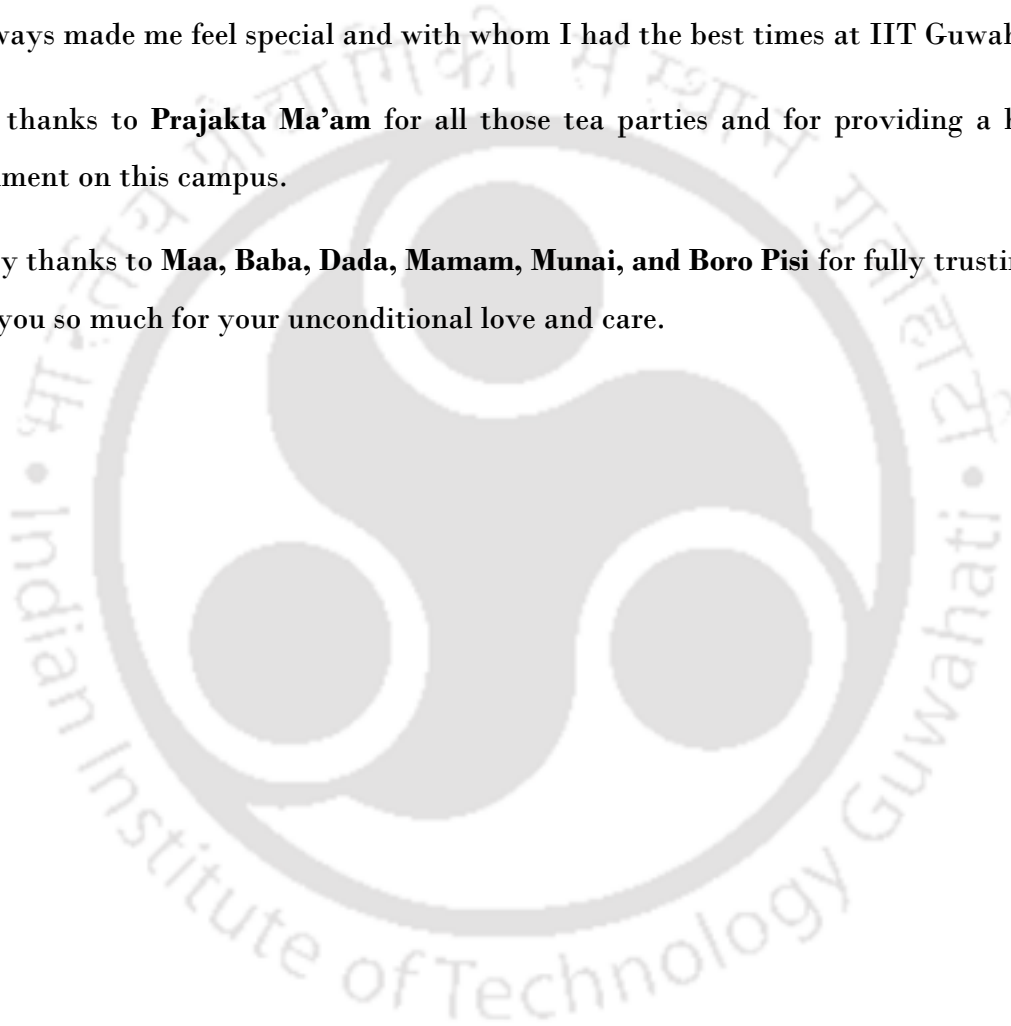 ways made me feel special and with whom I had the best times at IIT Guwah
thanks to Prajakta Ma’am for all those tea parties and for providing a h
nment on this campus.
y thanks to Maa, Baba, Dada, Mamam, Munai, and Boro Pisi for fully trustin
you so much for your unconditional love and care.
भारतीय प्रौद्योगिकी संस्थान गुवाहाटी
Indian Institute of Technology Guwahati